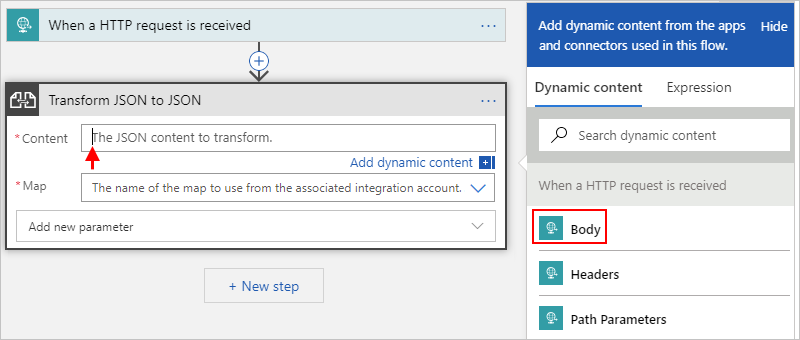 When a HTTP request is received
...
Transform JSON to JSON
...
* Content
The JSON content to transform.
Add dynamic content
* Map
The name of the map to use from the associated integration account.
Add new parameter
+ New step
Add dynamic content from the apps
and connectors used in this flow.
Hide
Dynamic content
Expression
Search dynamic content
When a HTTP request is received
Body
Headers
Path Parameters